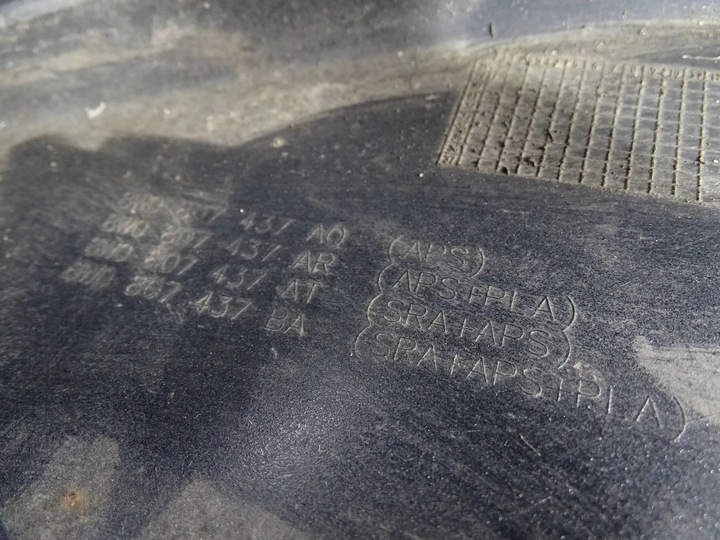 8W0 807 437 AQ (APS)
8W0 807 437 AR (APS+PLA)
8W0 807 437 AT (SRA+APS)
8W0 807 437 BA (SRA+APS+PLA)